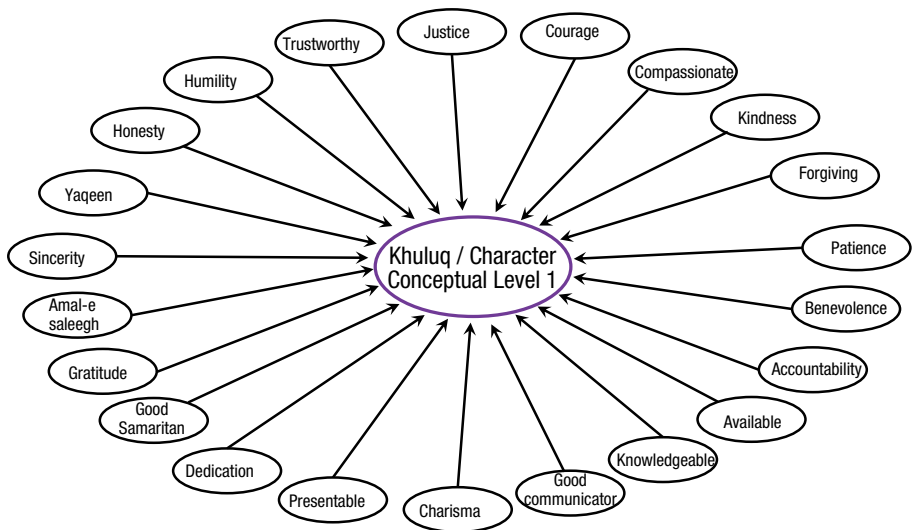 Justice
Courage
Trustworthy
Compassionate
Humility
Kindness
Honesty
Forgiving
Yaqeen
Khuluq / Character
Conceptual Level 1
Patience
Sincerity
Benevolence
Amal-e
saleegh
Accountability
Gratitude
Available
Good
Samaritan
Knowledgeable
Dedication
Good
communicator
Presentable
Charisma